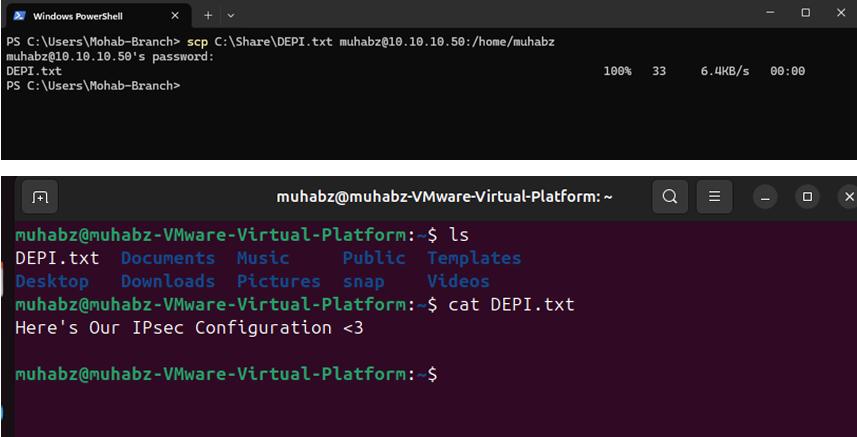 Windows PowerShell
PS C:\Users\Mohab-Branch> scp C:\Share\DEPI.txt muhabz@10.10.10.50:/home/muhabz
muhabz@10.10.10.50's password:
DEPI.txt 100% 33 6.4KB/s 00:00
PS C:\Users\Mohab-Branch>
muhabz@muhabz-VMware-Virtual-Platform: ~
muhabz@muhabz-VMware-Virtual-Platform:~$ ls
DEPI.txt Documents Music Public Templates
Desktop Downloads Pictures snap Videos
muhabz@muhabz-VMware-Virtual-Platform:~$ cat DEPI.txt
Here's Our IPsec Configuration <3
muhabz@muhabz-VMware-Virtual-Platform:~$